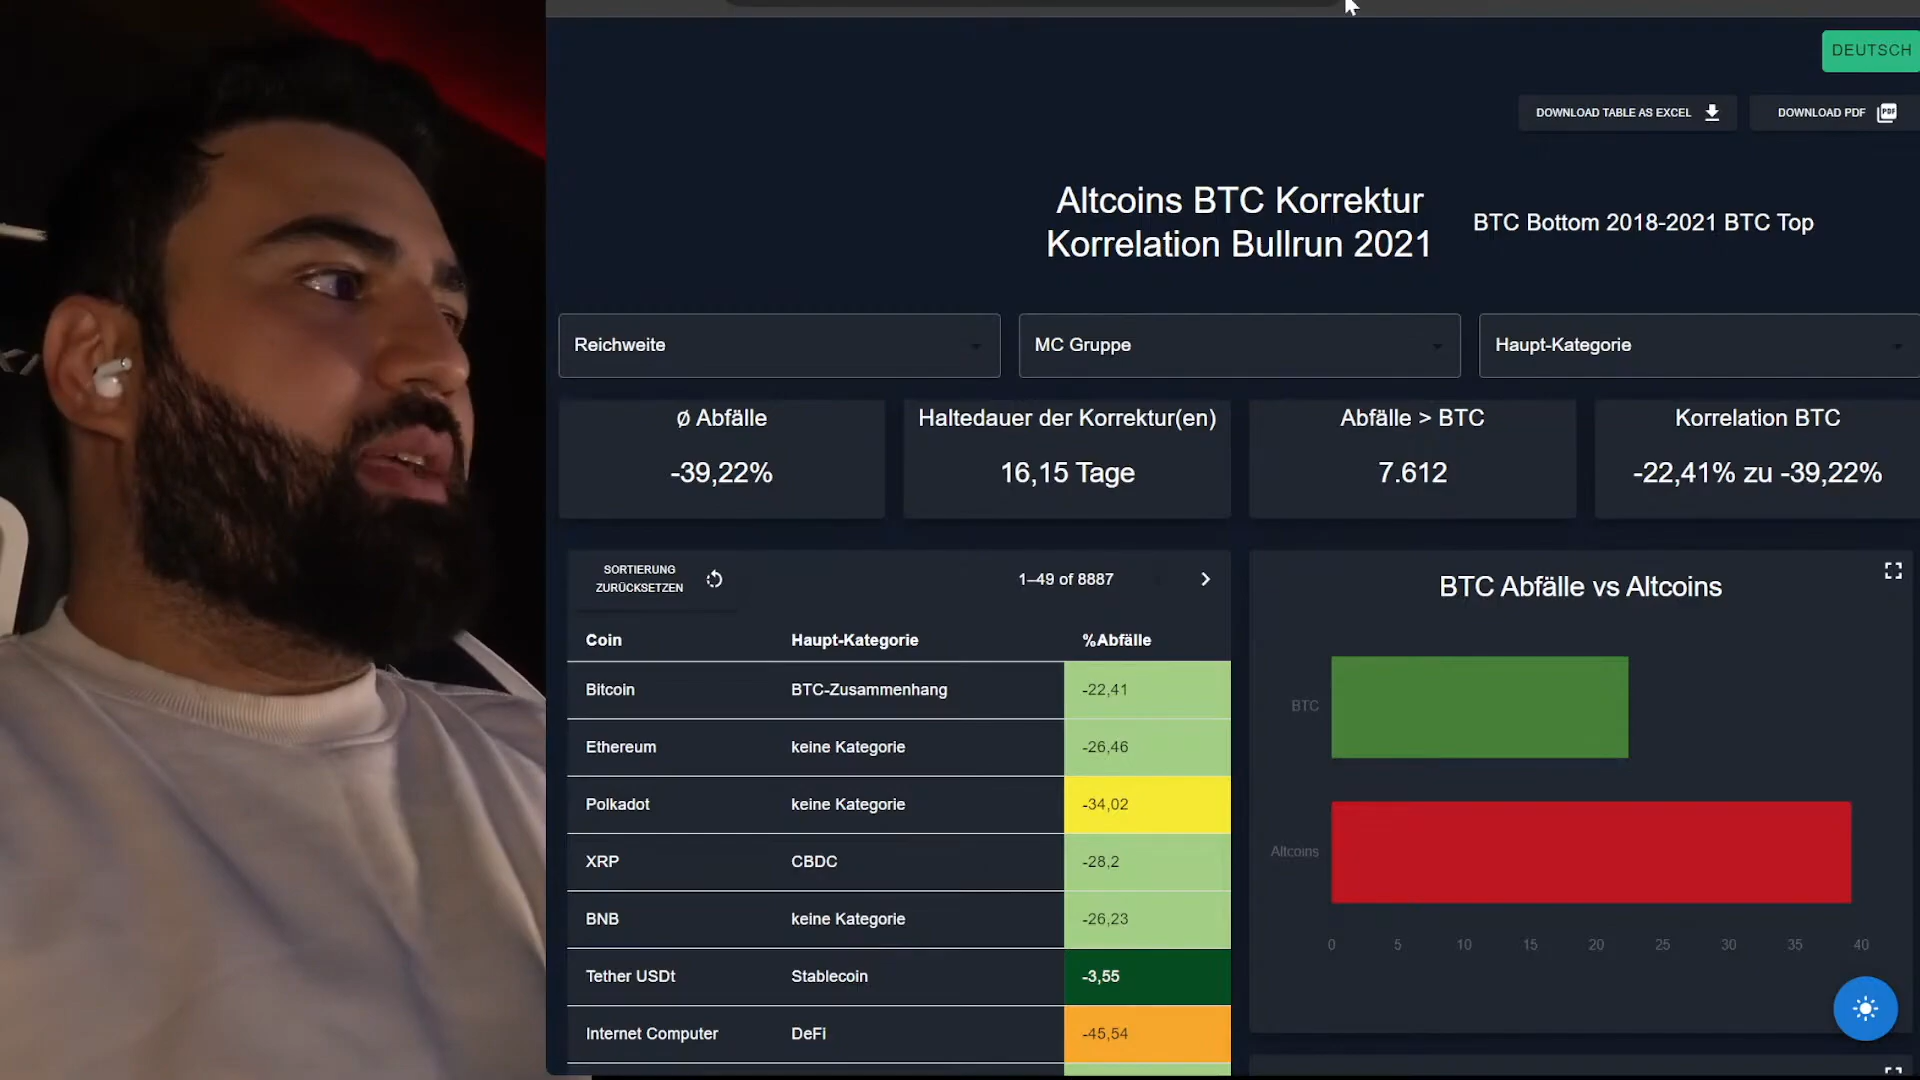 DEUTSCH
DOWNLOAD TABLE AS EXCEL
DOWNLOAD PDF
Altcoins BTC Korrektur
Korrelation Bullrun 2021
BTC Bottom 2018-2021 BTC Top
Reichweite
MC Gruppe
Haupt-Kategorie
Ø Abfälle
-39,22%
Haltedauer der Korrektur(en)
16,15 Tage
Abfälle > BTC
7.612
Korrelation BTC
-22,41% zu -39,22%
SORTIERUNG
ZURÜCKSETZEN
1–49 of 8887
Coin Haupt-Kategorie %Abfälle
Bitcoin BTC-Zusammenhang -22,41
Ethereum keine Kategorie -26,46
Polkadot keine Kategorie -34,02
XRP CBDC -28,2
BNB keine Kategorie -26,23
Tether USDt Stablecoin -3,55
Internet Computer DeFi -45,54
BTC Abfälle vs Altcoins
BTC
Altcoins
0 5 10 15 20 25 30 35 40